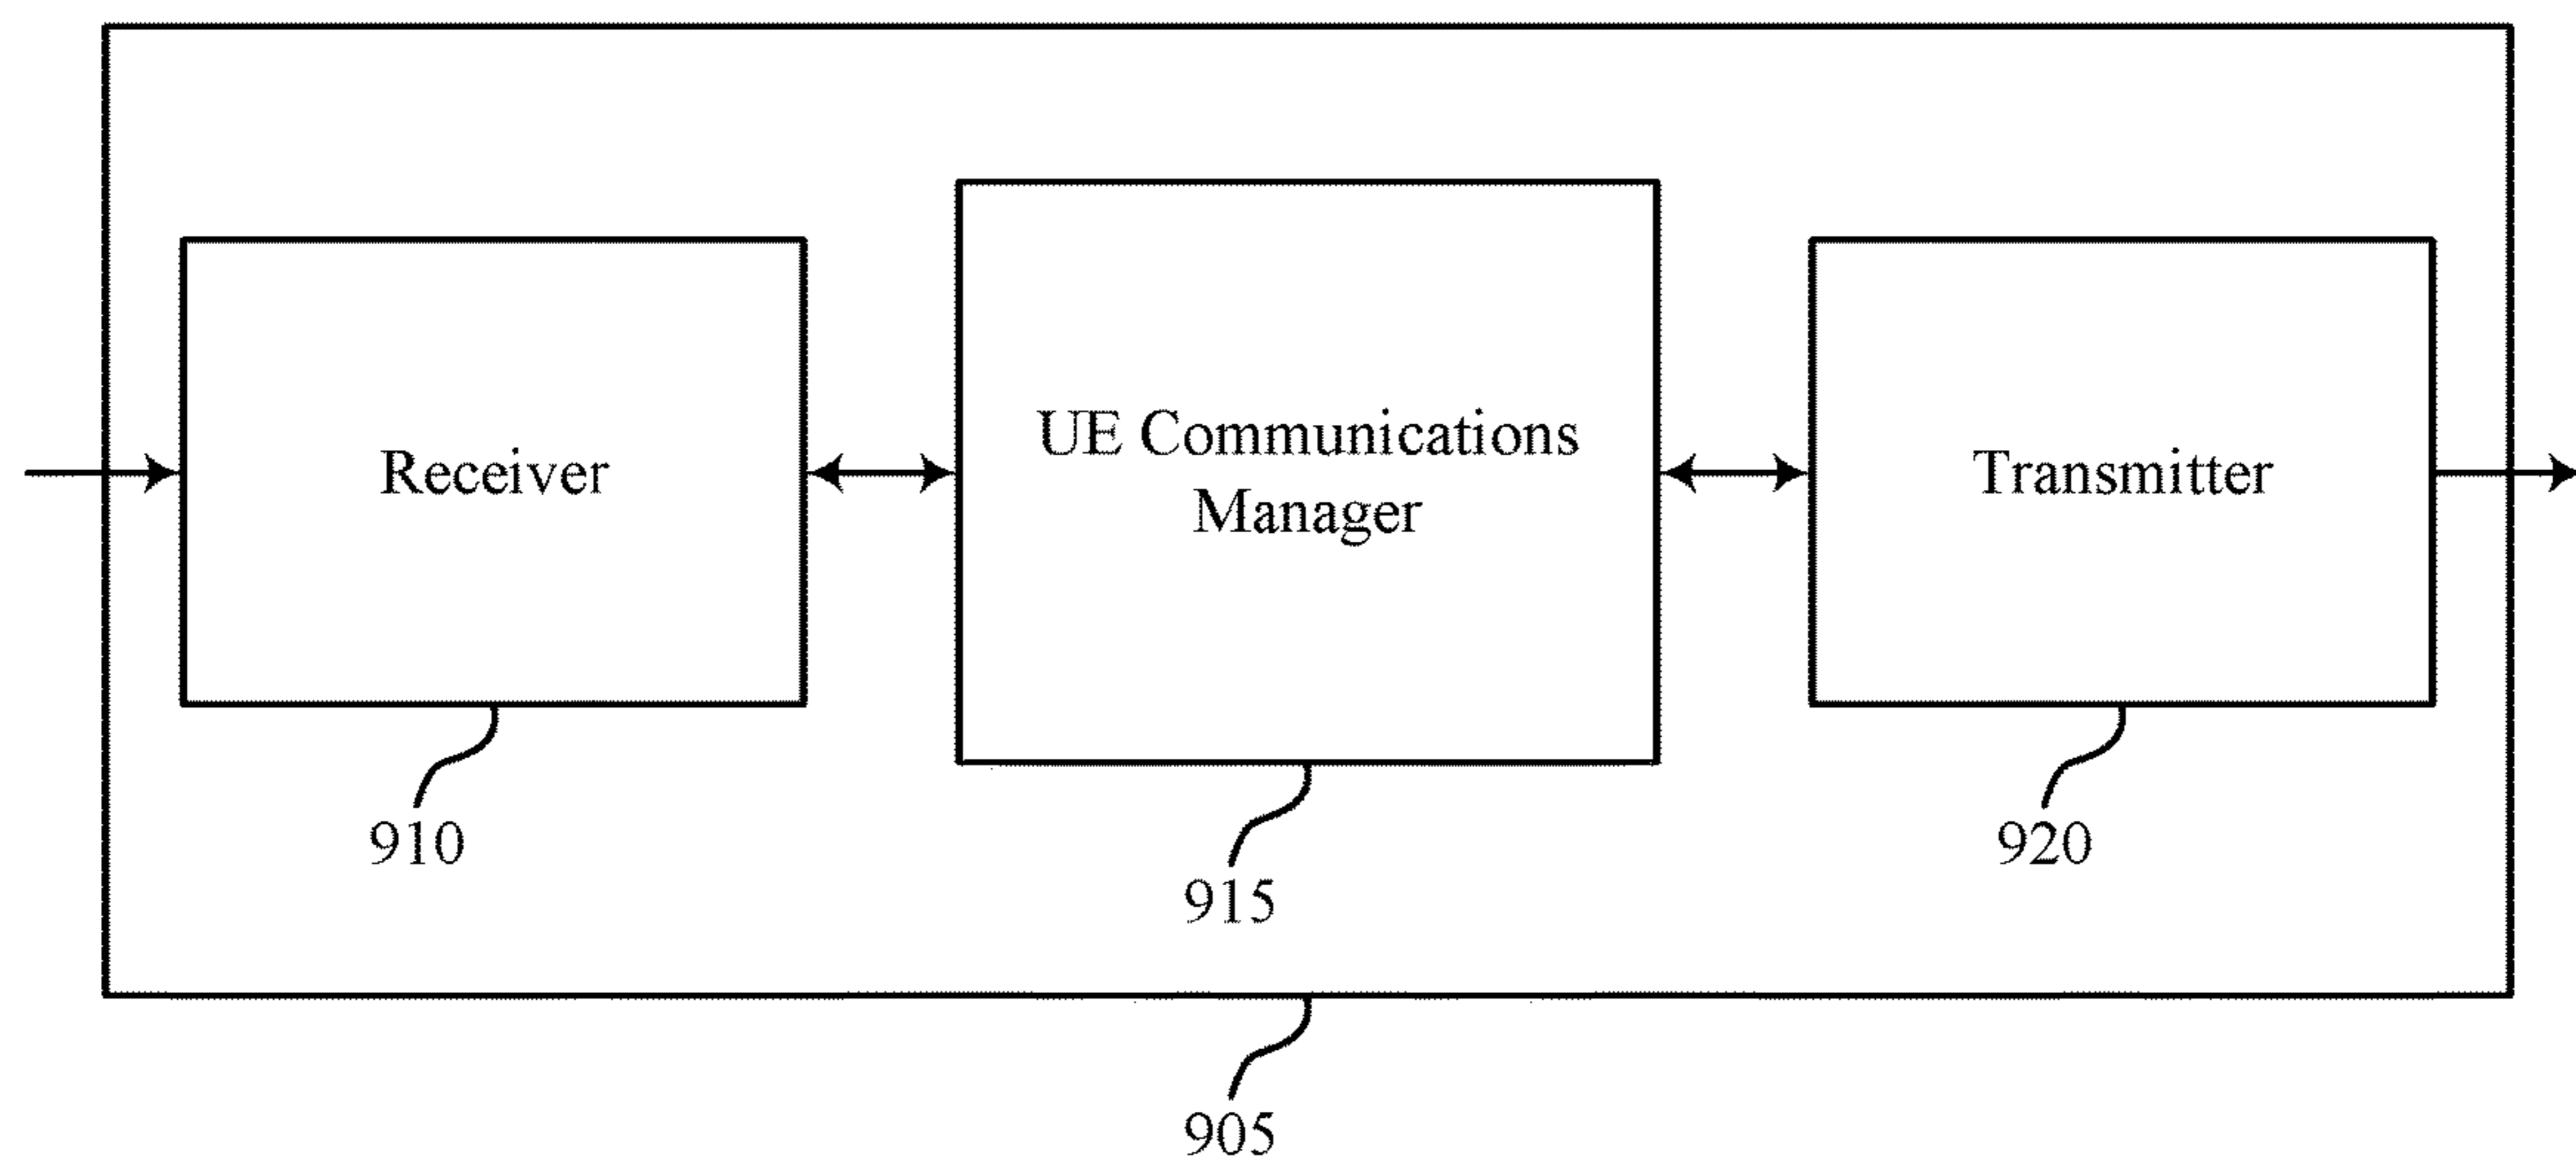 Receiver
UE Communications
Manager
Transmitter
910
915
920
905